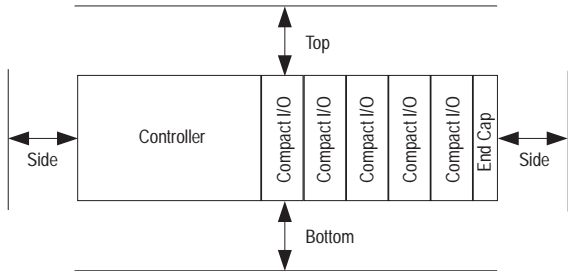 Top
Side
Controller
Compact I/O
Compact I/O
Compact I/O
Compact I/O
Compact I/O
End Cap
Side
Bottom